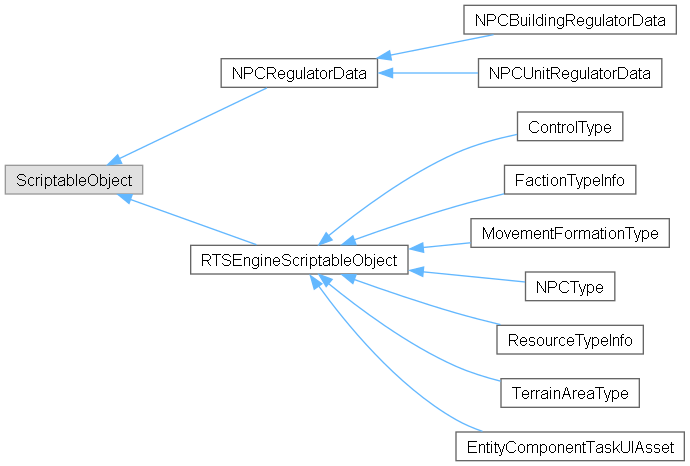 NPCBuildingRegulatorData
NPCRegulatorData
NPCUnitRegulatorData
ControlType
ScriptableObject
FactionTypeInfo
MovementFormationType
RTSEngineScriptableObject
NPCType
ResourceTypeInfo
TerrainAreaType
EntityComponentTaskUIAsset